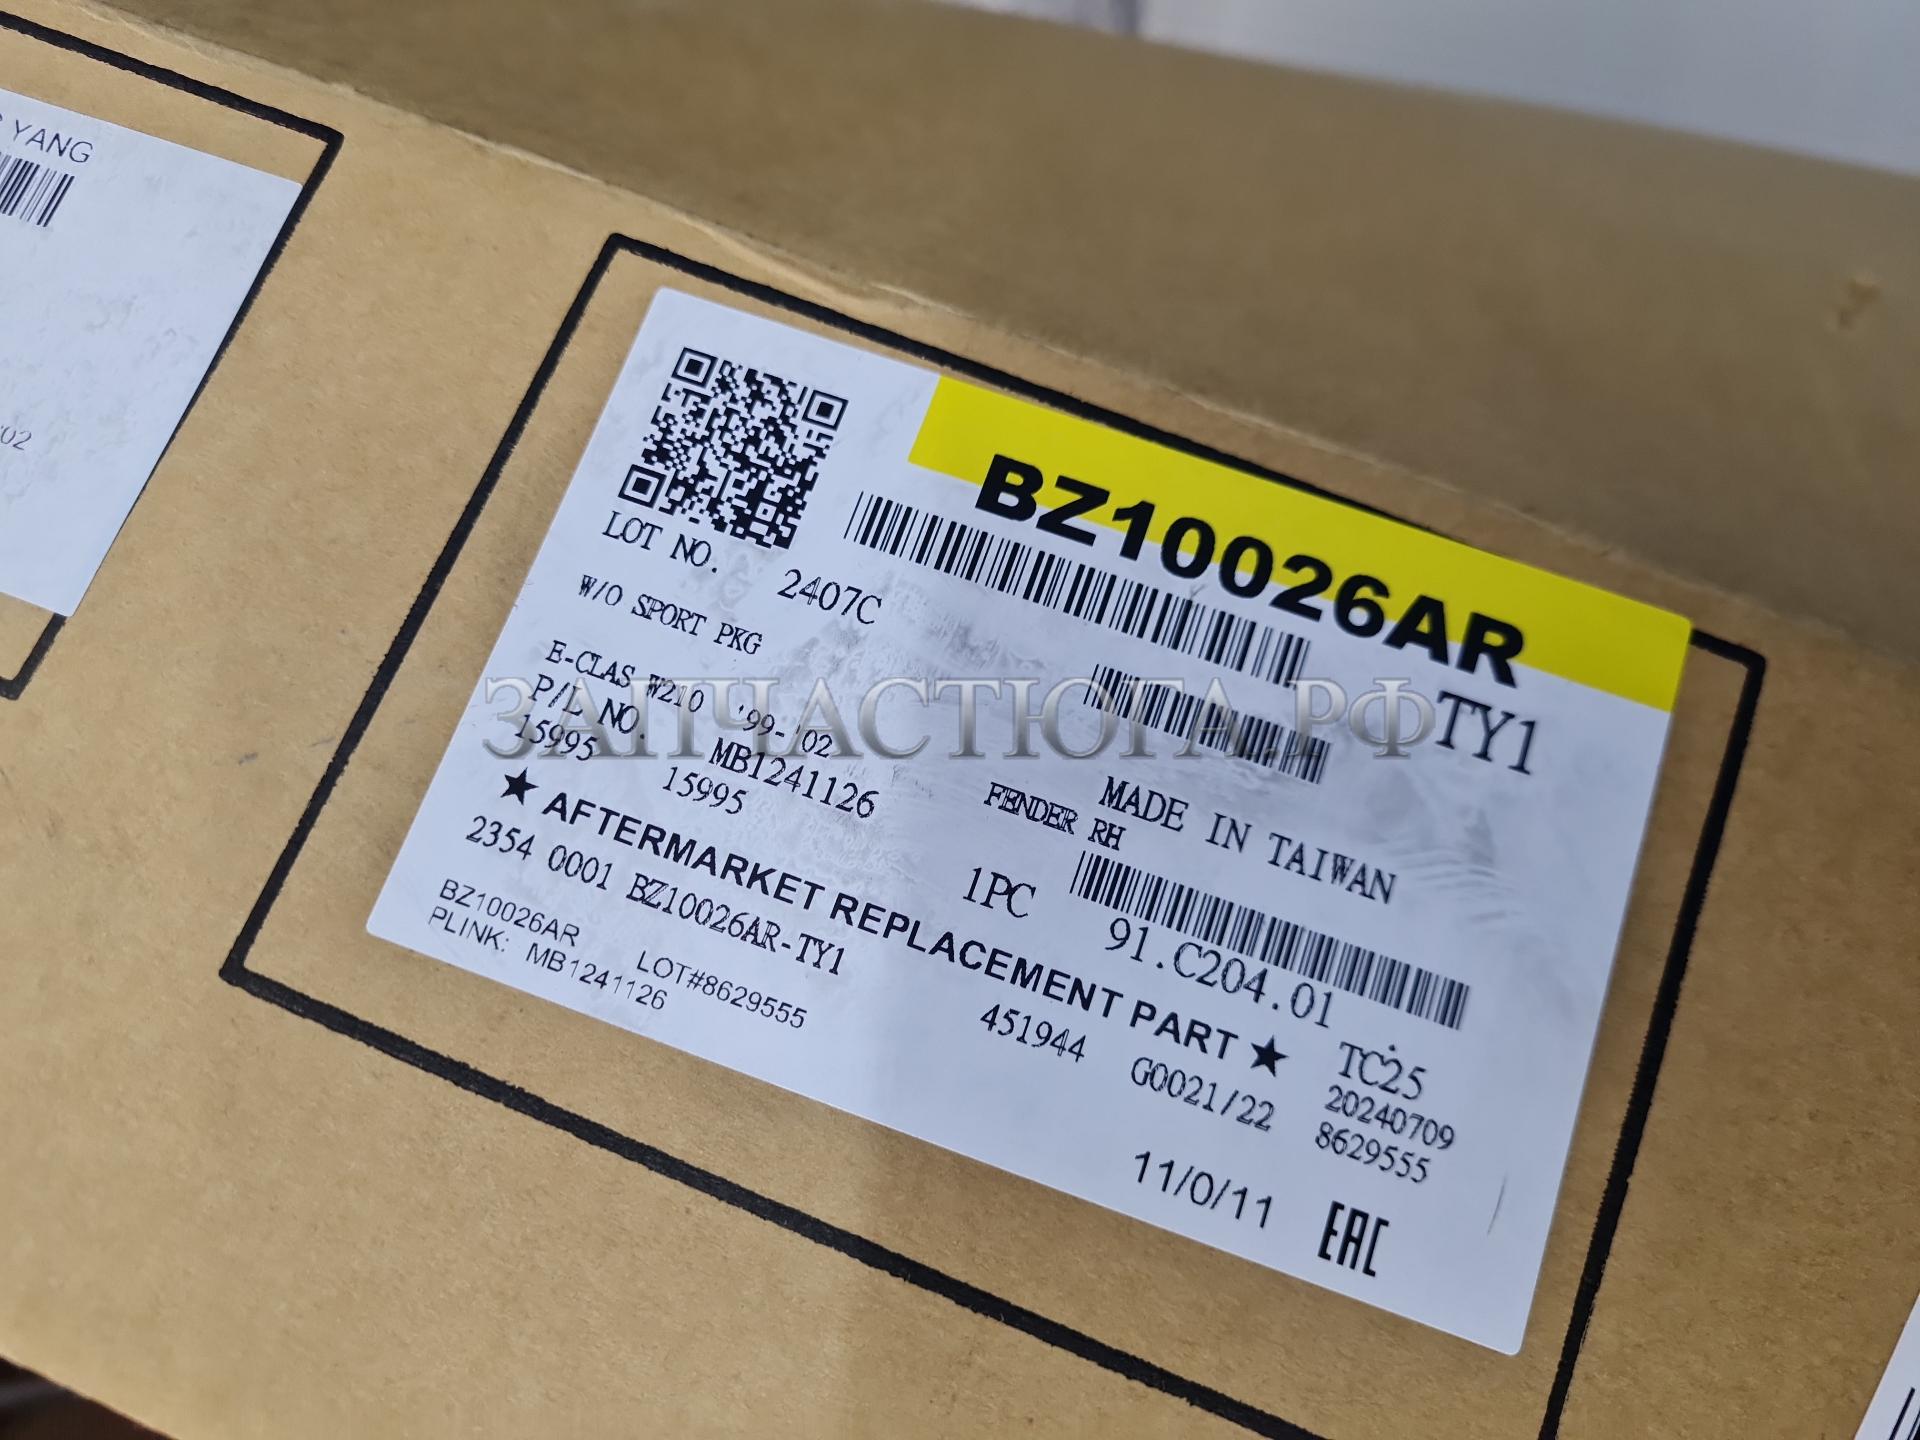 YANG
'02
BZ10026AR
TY1
LOT NO. 2407C
W/O SPORT PKG
E-CLAS W210 '99-'02
P/L NO. MB1241126
15995 15995
MADE IN TAIWAN
FENDER RH
1PC
91.C204.01
★ AFTERMARKET REPLACEMENT PART ★
TC25
2354 0001 BZ10026AR-TY1
451944 G0021/22
20240709
8629555
BZ10026AR LOT#8629555
PLINK: MB1241126
11/0/11
EAC
ЗАПЧАСТЮГА.РФ